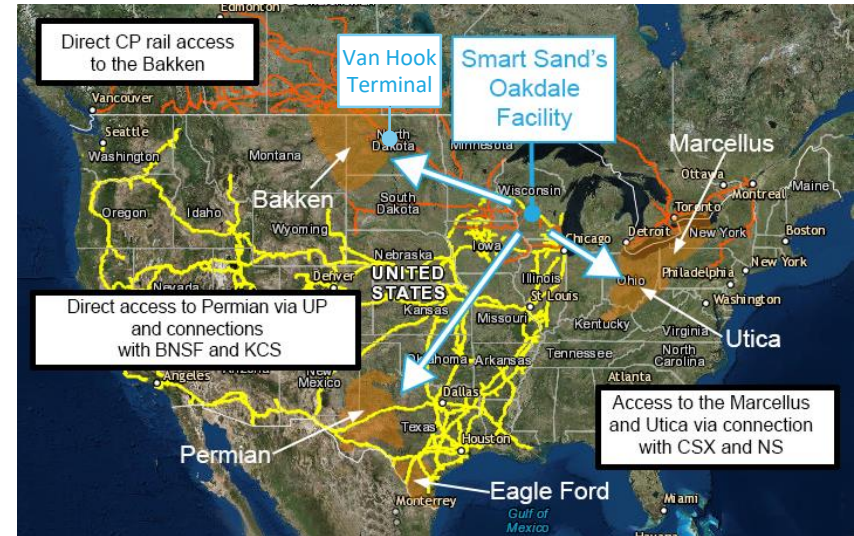 Edmonton
Direct CP rail access
to the Bakken
Van Hook
Terminal
Smart Sand's
Oakdale
Facility
Vancouver
Seattle
Washington
Montana
North
Dakota
Minnesota
Marcellus
Ottawa
Montreal
Maine
Bakken
Oregon
Idaho
South
Dakota
Wisconsin
Toronto
Wyoming
Detroit
New York
Boston
Chicago
Iowa
Nebraska
Nevada
Denver
UNITED
STATES
Illinois
Ohio
Philadelphia
New York
Direct access to Permian via UP
and connections
with BNSF and KCS
Kansas
Missouri
St Louis
Washington
Kentucky
Virginia
Utica
Oklahoma
Arkansas
Tennessee
North
Carolina
Angeles
Arizona
New
Mexico
Atlanta
Dallas
Access to the Marcellus
and Utica via connection
with CSX and NS
Texas
Permian
Houston
Eagle Ford
Monterrey
Gulf of
Mexico
Miami
Havana